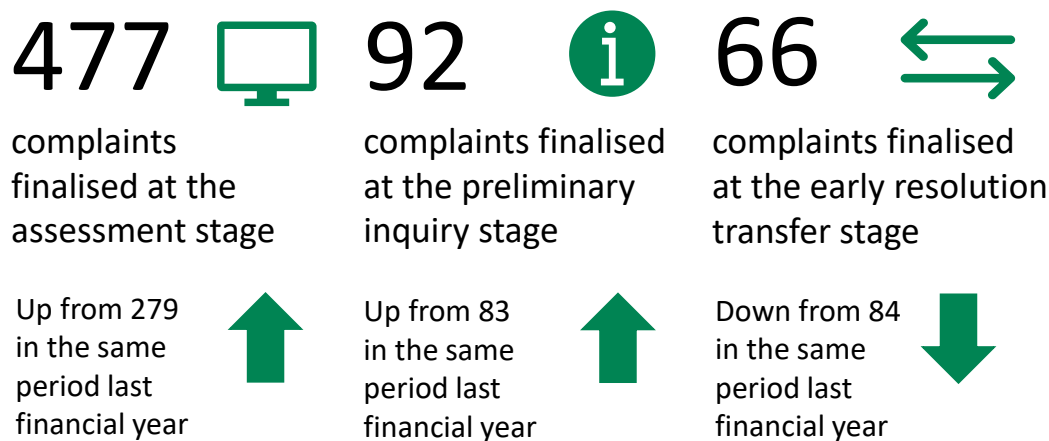 477
complaints
finalised at the
assessment stage
Up from 279
in the same
period last
financial year
92
complaints finalised
at the preliminary
inquiry stage
Up from 83
in the same
period last
financial year
66
complaints finalised
at the early resolution
transfer stage
Down from 84
in the same
period last
financial year